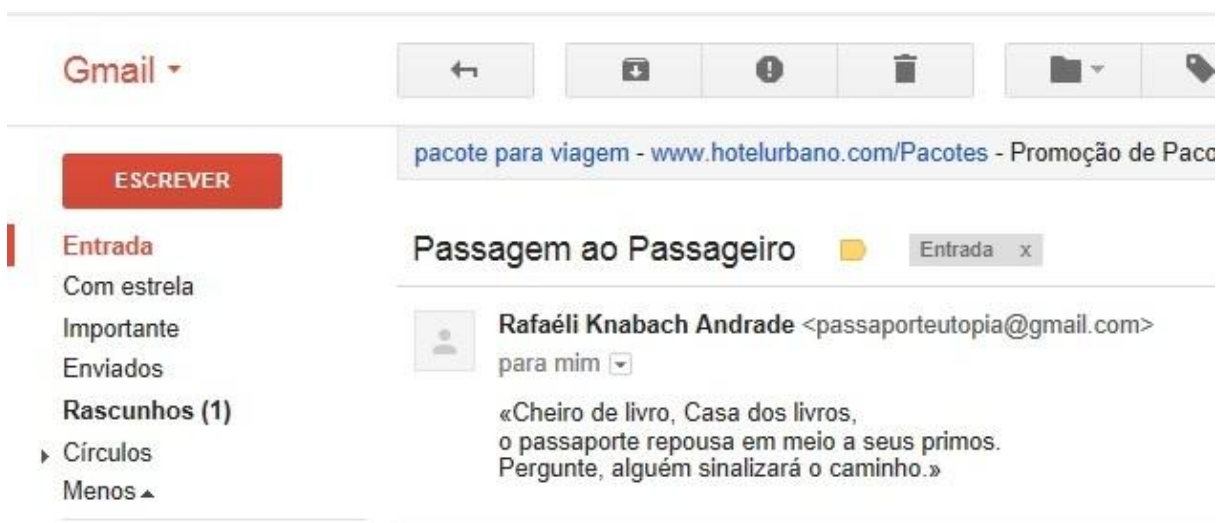 Gmail
ESCREVER
Entrada
Com estrela
Importante
Enviados
Rascunhos (1)
Círculos
Menos
pacote para viagem - www.hotelurbano.com/Pacotes - Promoção de Paco
Passagem ao Passageiro Entrada x
Rafaéli Knabach Andrade <passaporteutopia@gmail.com>
para mim
«Cheiro de livro, Casa dos livros,
o passaporte repousa em meio a seus primos.
Pergunte, alguém sinalizará o caminho.»